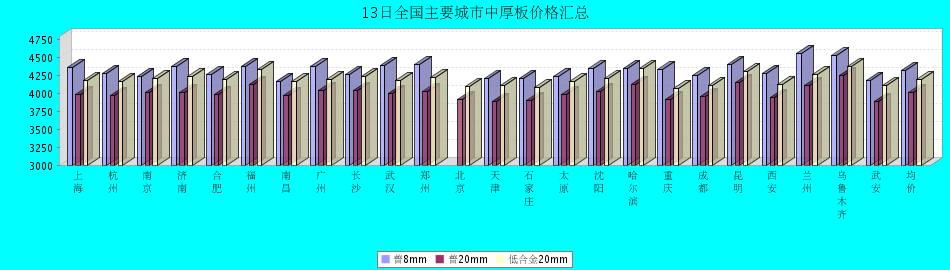 13日全国主要城市中厚板价格汇总
4750
4500
4250
4000
3750
3500
3250
3000
上海
杭州
南京
济南
合肥
福州
南昌
广州
长沙
武汉
郑州
北京
天津
石家庄
太原
沈阳
哈尔滨
重庆
成都
昆明
西安
兰州
乌鲁木齐
武安
均价
普8mm 普20mm 低合金20mm